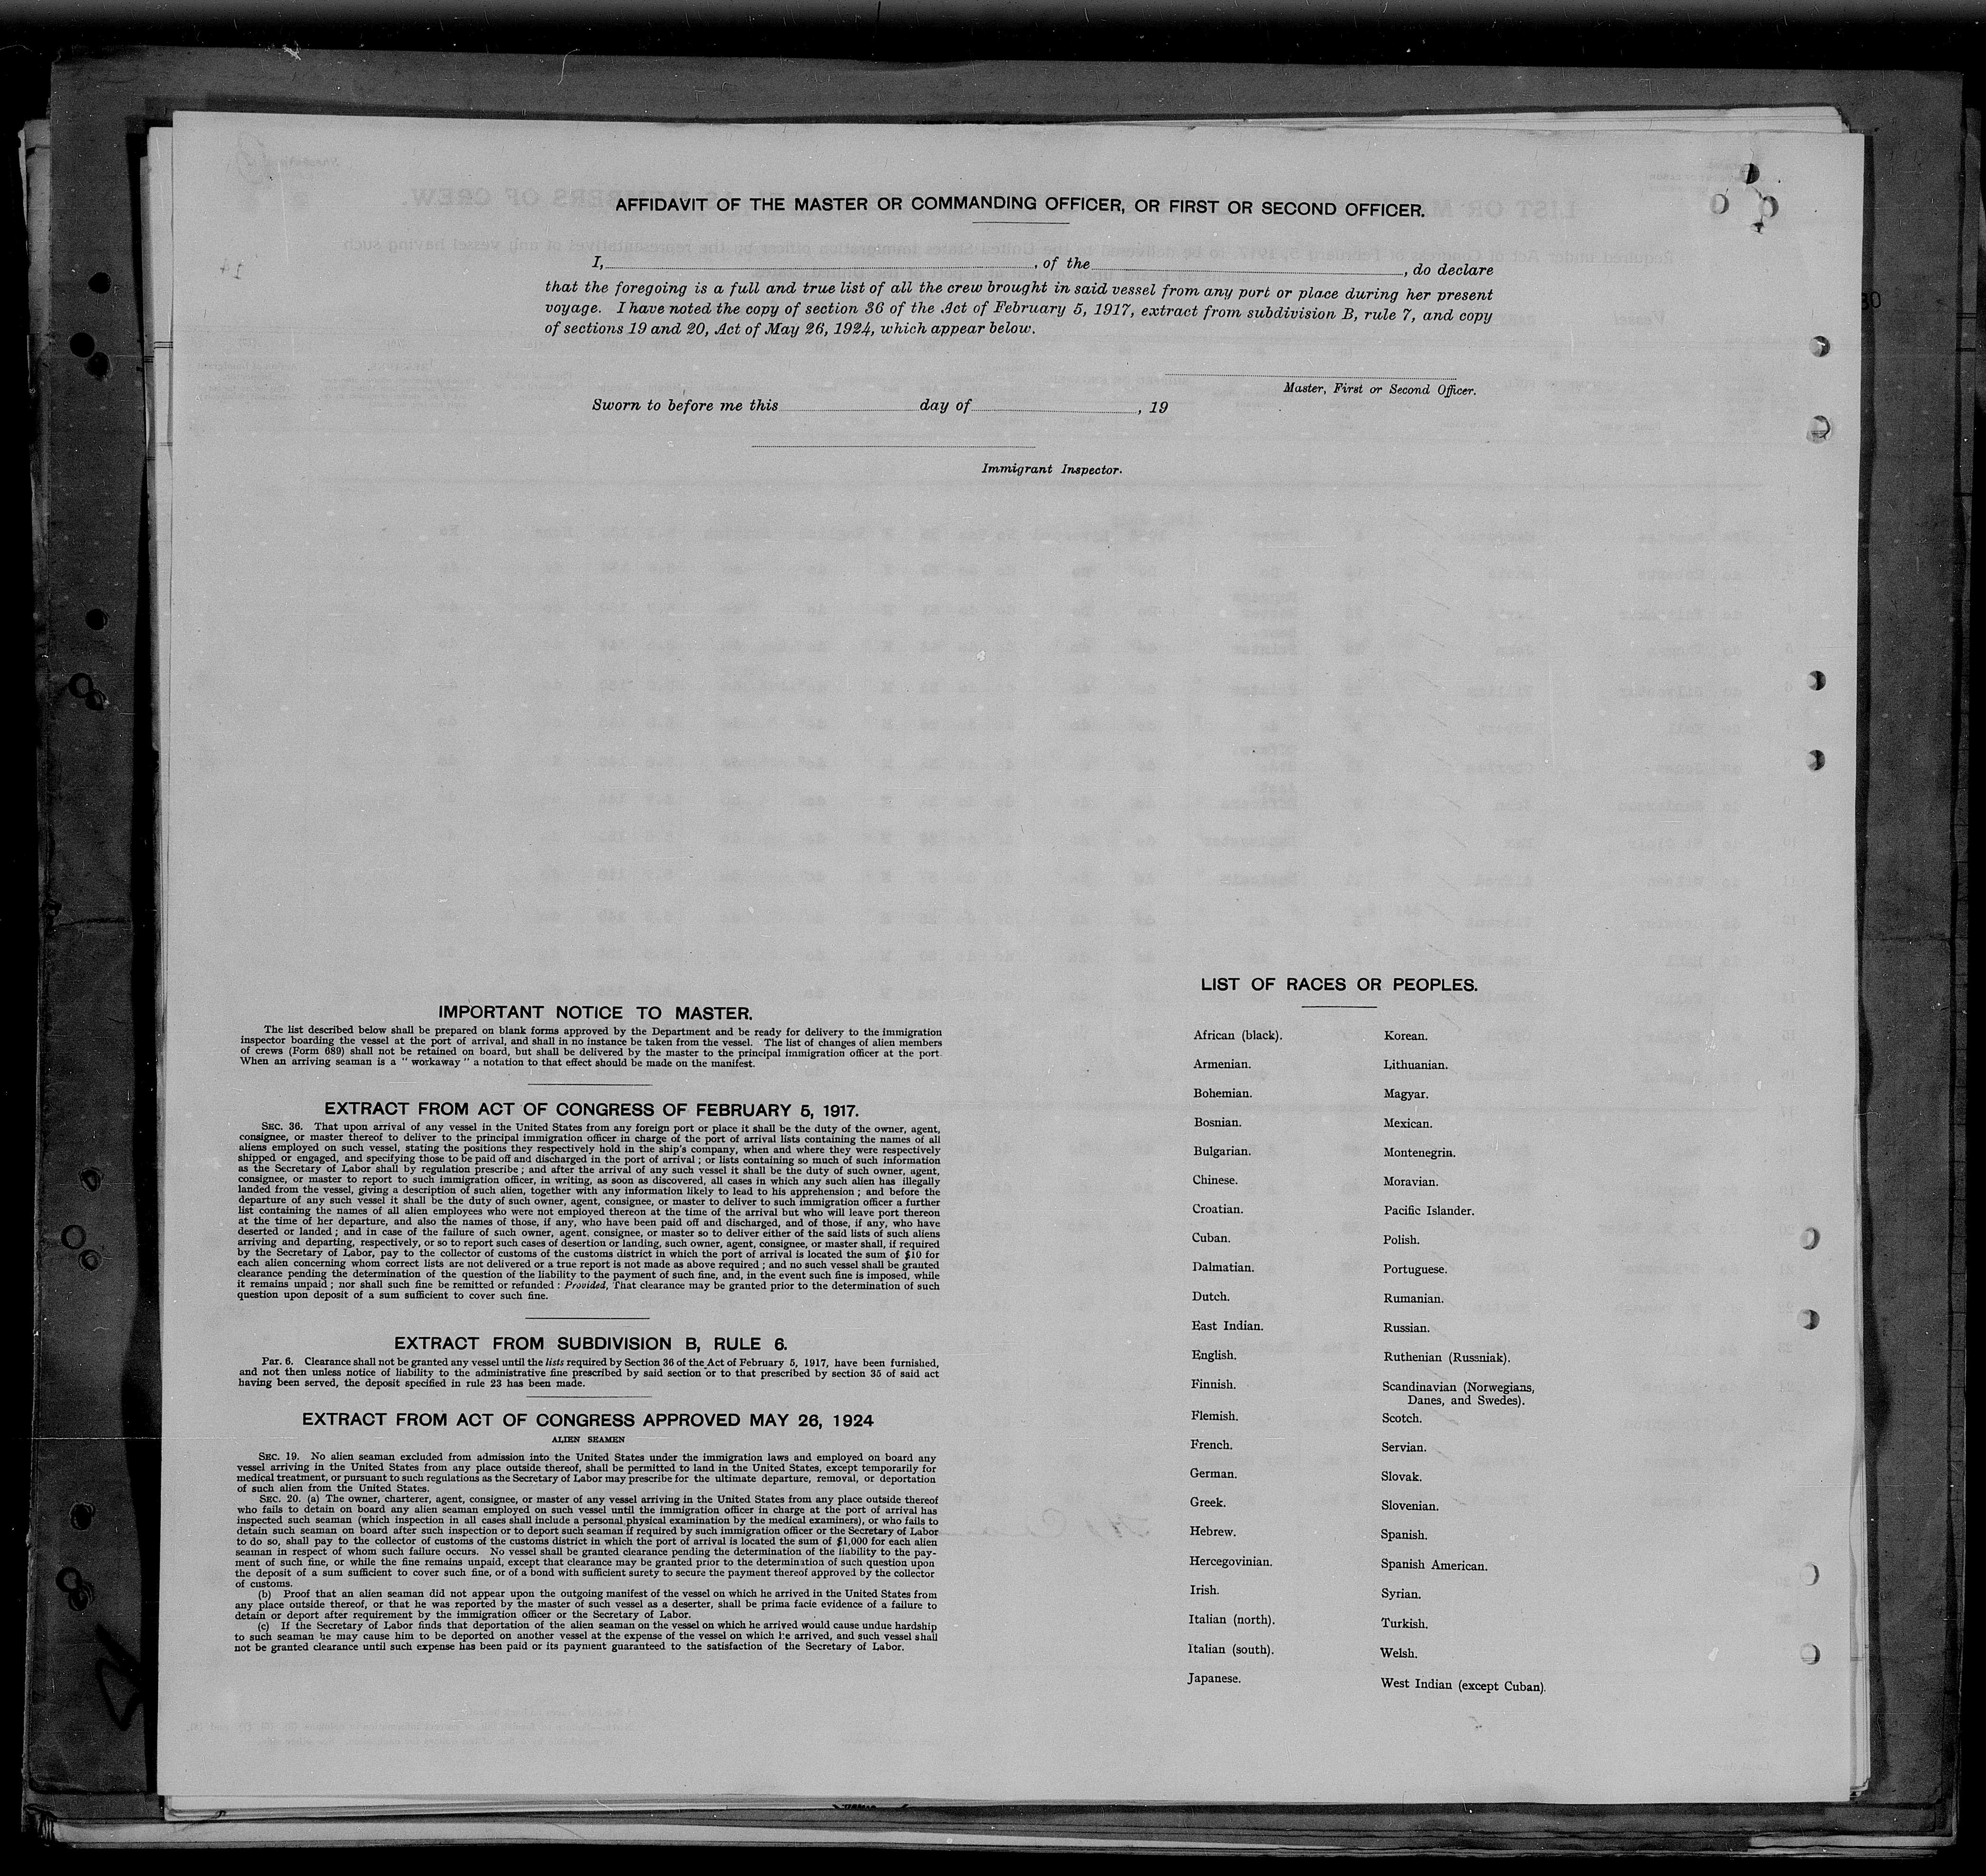 AFFIDAVIT OF THE MASTER OR COMMANDING OFFICER, OR FIRST OR SECOND OFFICER.
I, , of the , do declare
that the foregoing is a full and true list of all the crew brought in said vessel from any port or place during her present
voyage. I have noted the copy of section 36 of the Act of February 5, 1917, extract from subdivision B, rule 7, and copy
of sections 19 and 20, Act of May 26, 1924, which appear below.
Master, First or Second Officer.
Sworn to before me this day of , 19
Immigrant Inspector.
IMPORTANT NOTICE TO MASTER.
The list described below shall be prepared on blank forms approved by the Department and be ready for delivery to the immigration
inspector boarding the vessel at the port of arrival, and shall in no instance be taken from the vessel. The list of changes of alien members
of crews (Form 689) shall not be retained on board, but shall be delivered by the master to the principal immigration officer at the port.
When an arriving seaman is a " workaway " a notation to that effect should be made on the manifest.
EXTRACT FROM ACT OF CONGRESS OF FEBRUARY 5, 1917.
SEC. 36. That upon arrival of any vessel in the United States from any foreign port or place it shall be the duty of the owner, agent,
consignee, or master thereof to deliver to the principal immigration officer in charge of the port of arrival lists containing the names of all
aliens employed on such vessel, stating the positions they respectively hold in the ship's company, when and where they were respectively
shipped or engaged, and specifying those to be paid off and discharged in the port of arrival ; or lists containing so much of such information
as the Secretary of Labor shall by regulation prescribe ; and after the arrival of any such vessel it shall be the duty of such owner, agent,
consignee, or master to report to such immigration officer, in writing, as soon as discovered, all cases in which any such alien has illegally
landed from the vessel, giving a description of such alien, together with any information likely to lead to his apprehension ; and before the
departure of any such vessel it shall be the duty of such owner, agent, consignee, or master to deliver to such immigration officer a further
list containing the names of all alien employees who were not employed thereon at the time of the arrival but who will leave port thereon
at the time of her departure, and also the names of those, if any, who have been paid off and discharged, and of those, if any, who have
deserted or landed ; and in case of the failure of such owner, agent, consignee, or master so to deliver either of the said lists of such aliens
arriving and departing, respectively, or so to report such cases of desertion or landing, such owner, agent, consignee, or master shall, if required
by the Secretary of Labor, pay to the collector of customs of the customs district in which the port of arrival is located the sum of $10 for
each alien concerning whom correct lists are not delivered or a true report is not made as above required ; and no such vessel shall be granted
clearance pending the determination of the question of the liability to the payment of such fine, and, in the event such fine is imposed, while
it remains unpaid ; nor shall such fine be remitted or refunded : Provided, That clearance may be granted prior to the determination of such
question upon deposit of a sum sufficient to cover such fine.
EXTRACT FROM SUBDIVISION B, RULE 6.
PAR. 6. Clearance shall not be granted any vessel until the lists required by Section 36 of the Act of February 5, 1917, have been furnished,
and not then unless notice of liability to the administrative fine prescribed by said section or to that prescribed by section 35 of said act
having been served, the deposit specified in rule 23 has been made.
EXTRACT FROM ACT OF CONGRESS APPROVED MAY 26, 1924
ALIEN SEAMEN
SEC. 19. No alien seaman excluded from admission into the United States under the immigration laws and employed on board any
vessel arriving in the United States from any place outside thereof, shall be permitted to land in the United States, except temporarily for
medical treatment, or pursuant to such regulations as the Secretary of Labor may prescribe for the ultimate departure, removal, or deportation
of such alien from the United States.
SEC. 20. (a) The owner, charterer, agent, consignee, or master of any vessel arriving in the United States from any place outside thereof
who fails to detain on board any alien seaman employed on such vessel until the immigration officer in charge at the port of arrival has
inspected such seaman (which inspection in all cases shall include a personal physical examination by the medical examiners), or who fails to
detain such seaman on board after such inspection or to deport such seaman if required by such immigration officer or the Secretary of Labor
to do so, shall pay to the collector of customs of the customs district in which the port of arrival is located the sum of $1,000 for each alien
seaman in respect of whom such failure occurs. No vessel shall be granted clearance pending the determination of the liability to the pay-
ment of such fine, or while the fine remains unpaid, except that clearance may be granted prior to the determination of such question upon
the deposit of a sum sufficient to cover such fine, or of a bond with sufficient surety to secure the payment thereof approved by the collector
of customs.
(b) Proof that an alien seaman did not appear upon the outgoing manifest of the vessel on which he arrived in the United States from
any place outside thereof, or that he was reported by the master of such vessel as a deserter, shall be prima facie evidence of a failure to
detain or deport after requirement by the immigration officer or the Secretary of Labor.
(c) If the Secretary of Labor finds that deportation of the alien seaman on the vessel on which he arrived would cause undue hardship
to such seaman he may cause him to be deported on another vessel at the expense of the vessel on which he arrived, and such vessel shall
not be granted clearance until such expense has been paid or its payment guaranteed to the satisfaction of the Secretary of Labor.
LIST OF RACES OR PEOPLES.
African (black).
Armenian.
Bohemian.
Bosnian.
Bulgarian.
Chinese.
Croatian.
Cuban.
Dalmatian.
Dutch.
East Indian.
English.
Finnish.
Flemish.
French.
German.
Greek.
Hebrew.
Hercegovinian.
Irish.
Italian (north).
Italian (south).
Japanese.
Korean.
Lithuanian.
Magyar.
Mexican.
Montenegrin.
Moravian.
Pacific Islander.
Polish.
Portuguese.
Rumanian.
Russian.
Ruthenian (Russniak).
Scandinavian (Norwegians,
Danes, and Swedes).
Scotch.
Servian.
Slovak.
Slovenian.
Spanish.
Spanish American.
Syrian.
Turkish.
Welsh.
West Indian (except Cuban).